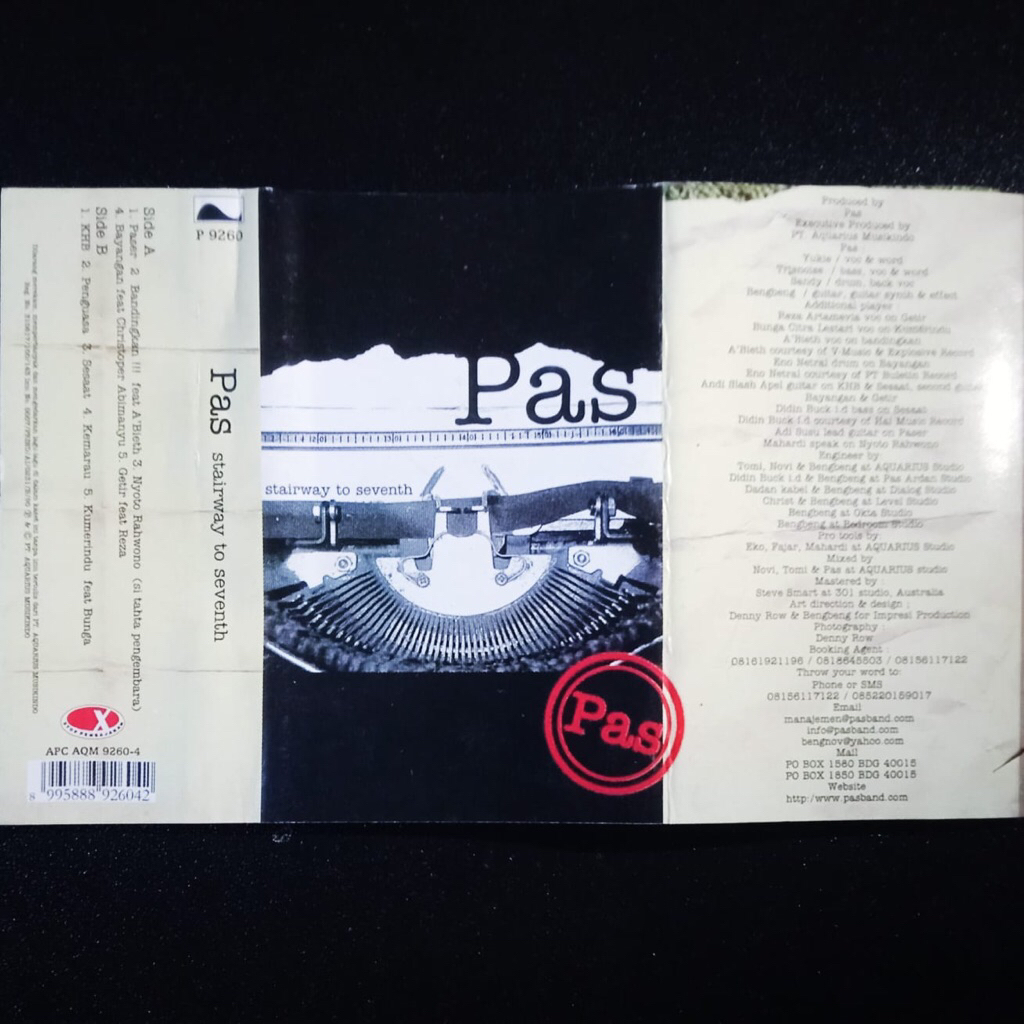 P 9260
Pas stairway to seventh
Side A
1. Paser 2. Bandingkan !!! feat A'Bieth 3. Nyoto Rahwono (si tahta pengembara)
4. Bayangan feat Christoper Abimanyu 5. Getir feat Reza
Side B
1. KHB 2. Penguasa 3. Sesaat 4. Kemarau 5. Kumerindu feat Bunga
X
APC AQM 9260-4
8 995888 926042
Pas
stairway to seventh
Pas
Produced by
Pas
Executive Produced by
PT. Aquarius Musikindo
Pas
Yukie / voc & word
Trisnoise / bass, voc & word
Sandy / drum, back voc
Bengbeng / guitar, guitar synth & effect
Additional player
Reza Artamevia voc on Getir
Bunga Citra Lestari voc on Kumerindu
A'Bieth voc on bandingkan
A'Bieth courtesy of V Music & Explosive Record
Eno Netral drum on Bayangan
Eno Netral courtesy of PT Buletin Record
Andi /Rif guitar on KHB & Sesaat, second guitar
Bayangan & Getir
Didin Buck i.d bass on Sesaat
Didin Buck i.d courtesy of Hal Music Record
Adi Susu lead guitar on Paser
Mahardi speak on Nyoto Rahwono
Engineer by
Tomi, Novi & Bengbeng at AQUARIUS Studio
Didin Buck i.d & Bengbeng at Pas Ardan Studio
Dadan kabel & Bengbeng at Dialog Studio
Christ & Bengbeng at Level Studio
Bengbeng at Okta Studio
Bengbeng at Bedroom Studio
Pro tools by
Eko, Fajar, Mahardi at AQUARIUS Studio
Mixed by
Novi, Tomi & Pas at AQUARIUS studio
Mastered by :
Steve Smart at 301 studio, Australia
Art direction & design :
Denny Row & Bengbeng for Impresi Production
Photography :
Denny Row
Booking Agent :
08161921196 / 0818645503 / 08156117122
Throw your word to:
Phone or SMS
08156117122 / 085220159017
Email
manajemen@pasband.com
info@pasband.com
bengnov@yahoo.com
Mail
PO BOX 1580 BDG 40015
PO BOX 1850 BDG 40015
Website
http:/www.pasband.com